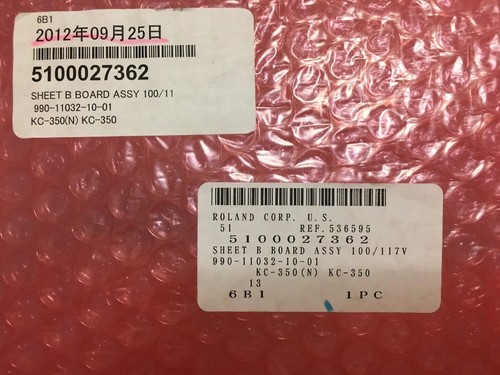 6B1
2012年09月25日
5100027362
SHEET B BOARD ASSY 100/11
990-11032-10-01
KC-350(N) KC-350
ROLAND CORP. U.S.
51 REF.536595
5100027362
SHEET B BOARD ASSY 100/117V
990-11032-10-01
KC-350(N) KC-350
13
6B1 1PC